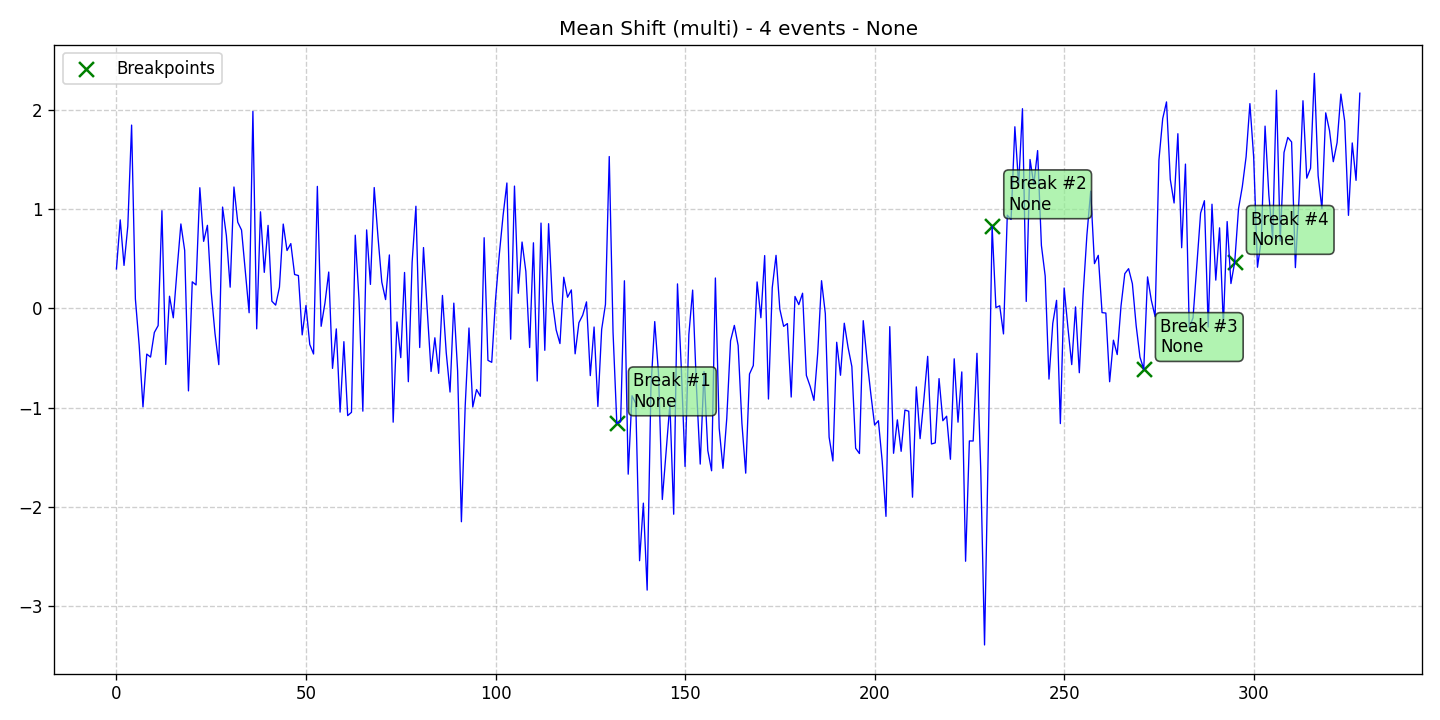 Mean Shift (multi) - 4 events - None
Breakpoints
2
1
0
−1
−2
−3
Break #1
None
Break #2
None
Break #3
None
Break #4
None
0
50
100
150
200
250
300